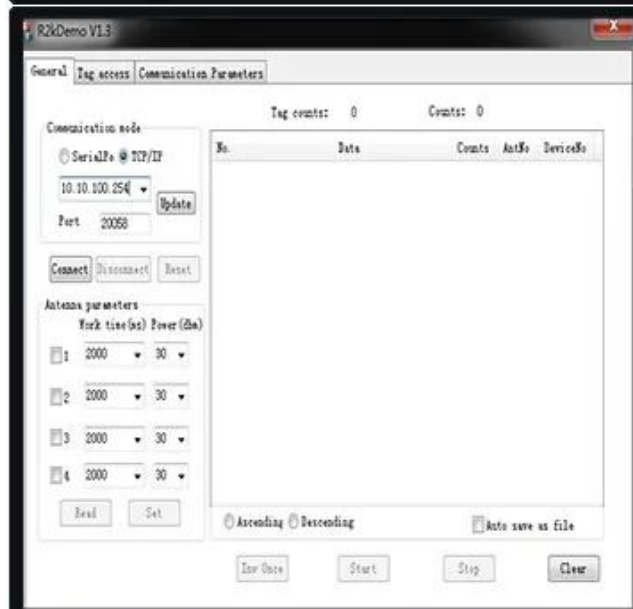 R2kDemo V1.3
General Tag access Communication Parameters
Tag counts: 0 Counts: 0
Communication mode
SerialPo TCP/IP
10.10.100.254
Update
Port 20058
No. Data Counts AntNo DeviceNo
Connect Disconnect Reset
Antenna parameters
Work time(ms) Power(dbm)
1 2000 30
2 2000 30
3 2000 30
4 2000 30
Read Set
Ascending Descending Auto save as file
Inv Once Start Stop Clear